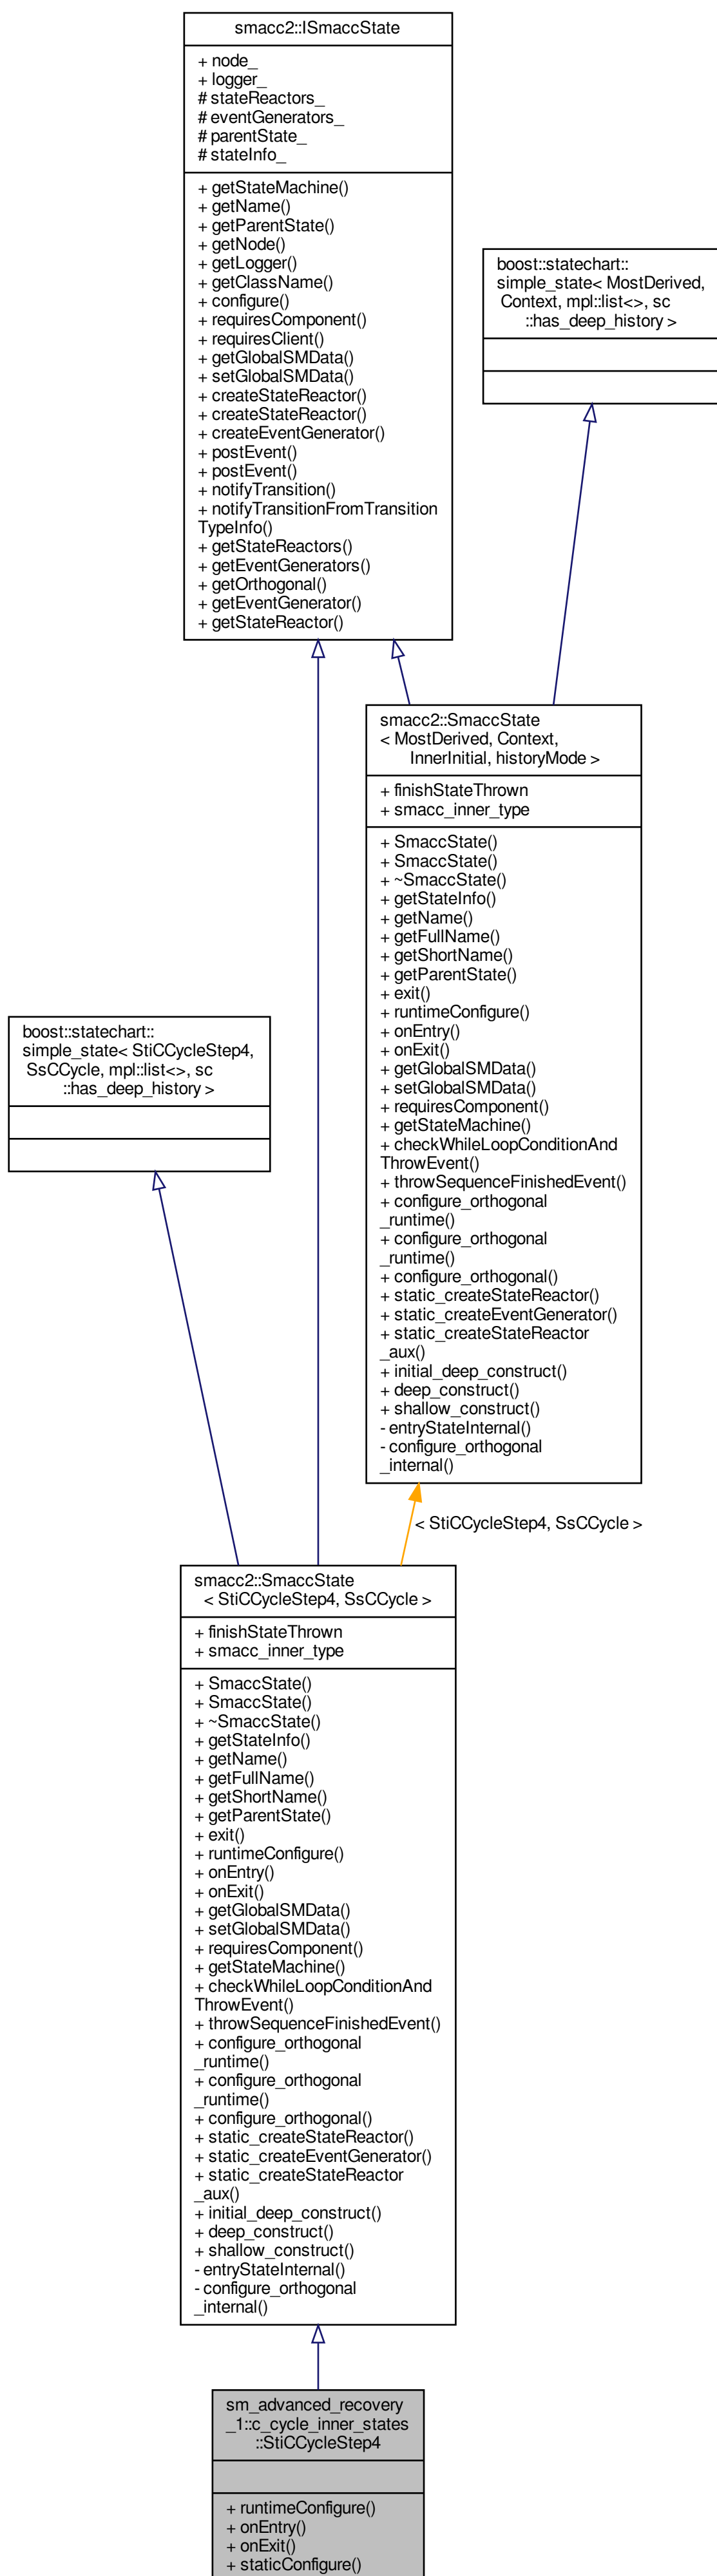 smacc2::ISmaccState
+ node_
+ logger_
# stateReactors_
# eventGenerators_
# parentState_
# stateInfo_
+ getStateMachine()
+ getName()
+ getParentState()
+ getNode()
+ getLogger()
+ getClassName()
+ configure()
+ requiresComponent()
+ requiresClient()
+ getGlobalSMData()
+ setGlobalSMData()
+ createStateReactor()
+ createStateReactor()
+ createEventGenerator()
+ postEvent()
+ postEvent()
+ notifyTransition()
+ notifyTransitionFromTransition
TypeInfo()
+ getStateReactors()
+ getEventGenerators()
+ getOrthogonal()
+ getEventGenerator()
+ getStateReactor()
boost::statechart::
simple_state< MostDerived,
Context, mpl::list<>, sc
::has_deep_history >
smacc2::SmaccState
< MostDerived, Context,
InnerInitial, historyMode >
+ finishStateThrown
+ smacc_inner_type
+ SmaccState()
+ SmaccState()
+ ~SmaccState()
+ getStateInfo()
+ getName()
+ getFullName()
+ getShortName()
+ getParentState()
+ exit()
+ runtimeConfigure()
+ onEntry()
+ onExit()
+ getGlobalSMData()
+ setGlobalSMData()
+ requiresComponent()
+ getStateMachine()
+ checkWhileLoopConditionAnd
ThrowEvent()
+ throwSequenceFinishedEvent()
+ configure_orthogonal
_runtime()
+ configure_orthogonal
_runtime()
+ configure_orthogonal()
+ static_createStateReactor()
+ static_createEventGenerator()
+ static_createStateReactor
_aux()
+ initial_deep_construct()
+ deep_construct()
+ shallow_construct()
- entryStateInternal()
- configure_orthogonal
_internal()
boost::statechart::
simple_state< StiCCycleStep4,
SsCCycle, mpl::list<>, sc
::has_deep_history >
< StiCCycleStep4, SsCCycle >
smacc2::SmaccState
< StiCCycleStep4, SsCCycle >
+ finishStateThrown
+ smacc_inner_type
+ SmaccState()
+ SmaccState()
+ ~SmaccState()
+ getStateInfo()
+ getName()
+ getFullName()
+ getShortName()
+ getParentState()
+ exit()
+ runtimeConfigure()
+ onEntry()
+ onExit()
+ getGlobalSMData()
+ setGlobalSMData()
+ requiresComponent()
+ getStateMachine()
+ checkWhileLoopConditionAnd
ThrowEvent()
+ throwSequenceFinishedEvent()
+ configure_orthogonal
_runtime()
+ configure_orthogonal
_runtime()
+ configure_orthogonal()
+ static_createStateReactor()
+ static_createEventGenerator()
+ static_createStateReactor
_aux()
+ initial_deep_construct()
+ deep_construct()
+ shallow_construct()
- entryStateInternal()
- configure_orthogonal
_internal()
sm_advanced_recovery
_1::c_cycle_inner_states
::StiCCycleStep4
+ runtimeConfigure()
+ onEntry()
+ onExit()
+ staticConfigure()